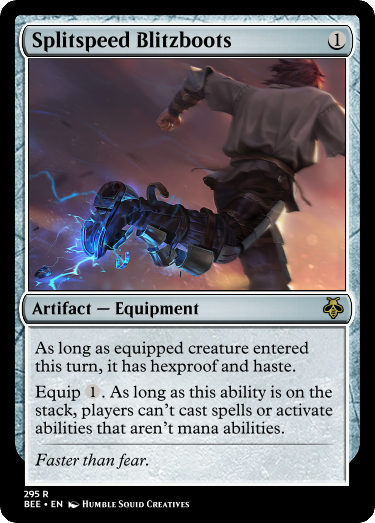 Splitspeed Blitzboots 1
Artifact — Equipment
As long as equipped creature entered
this turn, it has hexproof and haste.
Equip 1. As long as this ability is on the
stack, players can't cast spells or activate
abilities that aren't mana abilities.
Faster than fear.
295 R
BEE • EN Humble Squid Creatives